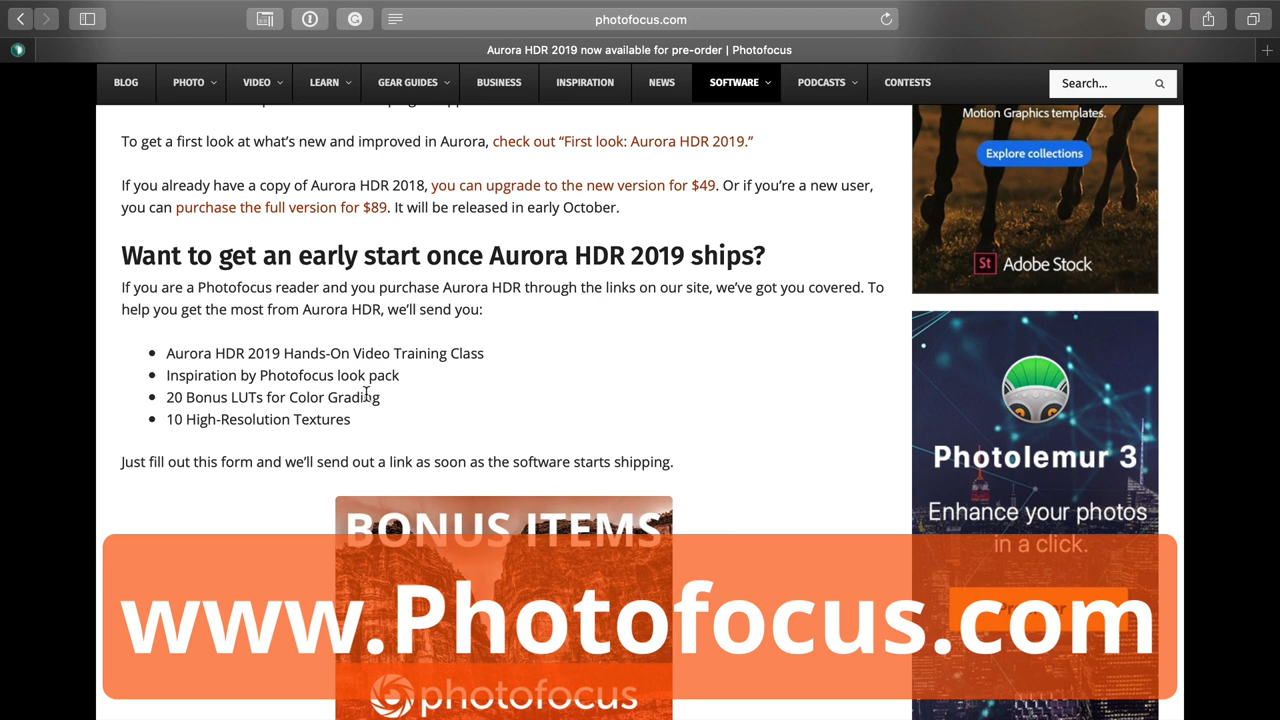 photofocus.com
Aurora HDR 2019 now available for pre-order | Photofocus
BLOG PHOTO VIDEO LEARN GEAR GUIDES BUSINESS INSPIRATION NEWS SOFTWARE PODCASTS CONTESTS Search...
To get a first look at what's new and improved in Aurora, check out “First look: Aurora HDR 2019.”
If you already have a copy of Aurora HDR 2018, you can upgrade to the new version for $49. Or if you're a new user,
you can purchase the full version for $89. It will be released in early October.
Want to get an early start once Aurora HDR 2019 ships?
If you are a Photofocus reader and you purchase Aurora HDR through the links on our site, we've got you covered. To
help you get the most from Aurora HDR, we'll send you:
• Aurora HDR 2019 Hands-On Video Training Class
• Inspiration by Photofocus look pack
• 20 Bonus LUTs for Color Grading
• 10 High-Resolution Textures
Just fill out this form and we'll send out a link as soon as the software starts shipping.
BONUS ITEMS
www.Photofocus.com
photofocus
Motion Graphics templates.
Explore collections
St Adobe Stock
Photolemur 3
Enhance your photos
in a click.